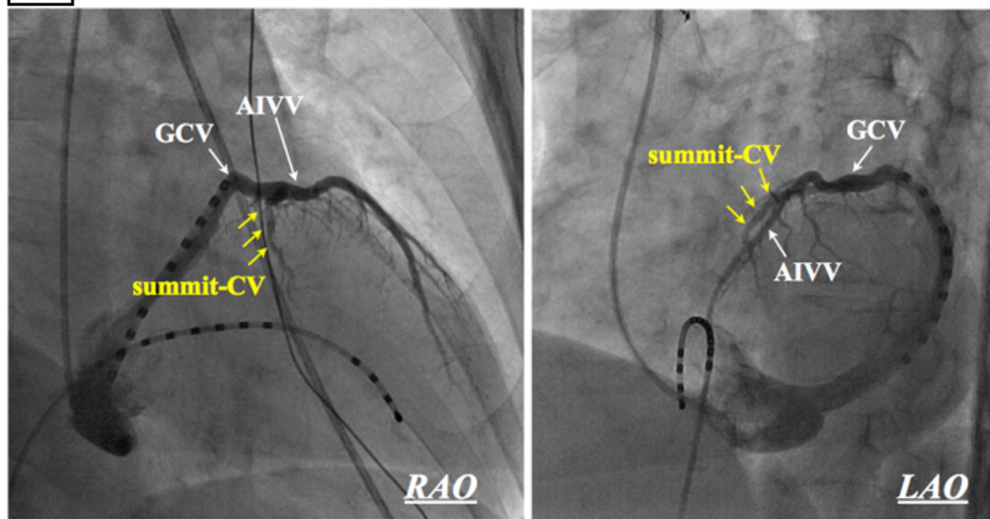 AIVV
GCV
summit-CV
RAO
GCV
summit-CV
AIVV
LAO